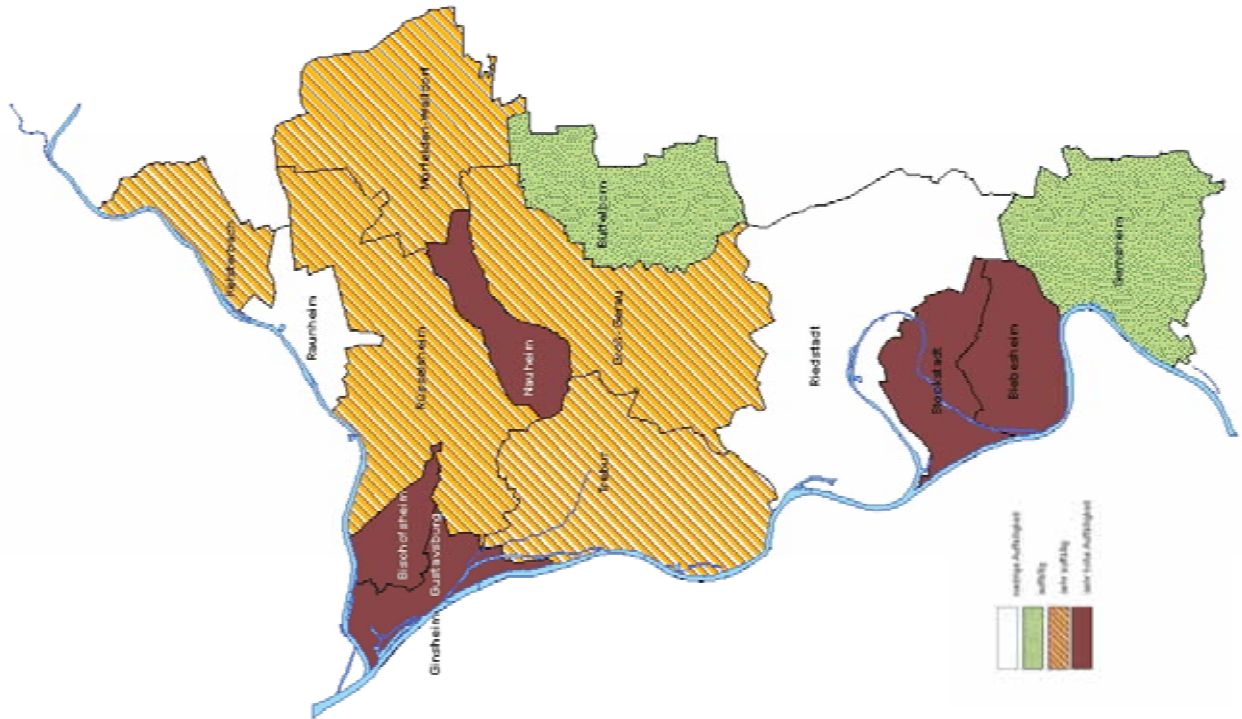 Kelsterbach
Raunheim
Mörfelden-Walldorf
Rüsselsheim
Bischofsheim
Ginsheim Gustavsburg
Nauheim
Groß-Gerau
Büttelborn
Trebur
Riedstadt
Stockstadt
Biebesheim
Gernsheim
niedrige Auffälligkeit
auffällig
sehr auffällig
sehr hohe Auffälligkeit